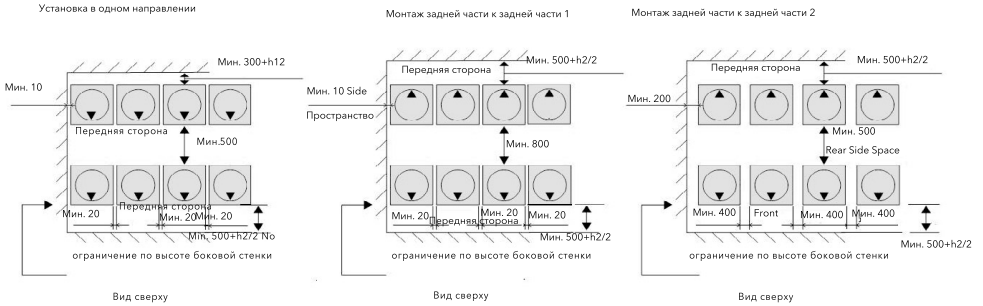 Установка в одном направлении
Мин. 300+h12
Мин. 10
Передняя сторона
Мин.500
Передняя сторона
Мин. 20
Мин. 20
Мин. 20
Min. 500+h2/2 No
ограничение по высоте боковой стенки
Вид сверху
Монтаж задней части к задней части 1
Мин. 500+h2/2
Передняя сторона
Мин. 10 Side
Пространство
Мин. 800
Мин. 20
Передняя сторона
Мин. 20
Мин. 20
Мин. 500+h2/2
ограничение по высоте боковой стенки
Вид сверху
Монтаж задней части к задней части 2
Мин. 500+h2/2
Передняя сторона
Мин. 200
Мин. 500
Rear Side Space
Мин. 400
Front
Мин. 400
Мин. 400
Мин. 500+h2/2
ограничение по высоте боковой стенки
Вид сверху